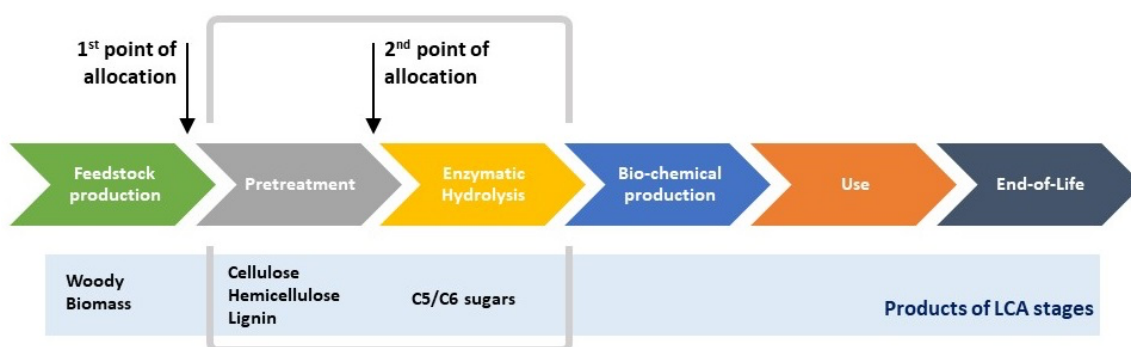 1st point of
allocation
2nd point of
allocation
Feedstock
production
Pretreatment
Enzymatic
Hydrolysis
Bio-chemical
production
Use
End-of-Life
Woody
Biomass
Cellulose
Hemicellulose
Lignin
C5/C6 sugars
Products of LCA stages